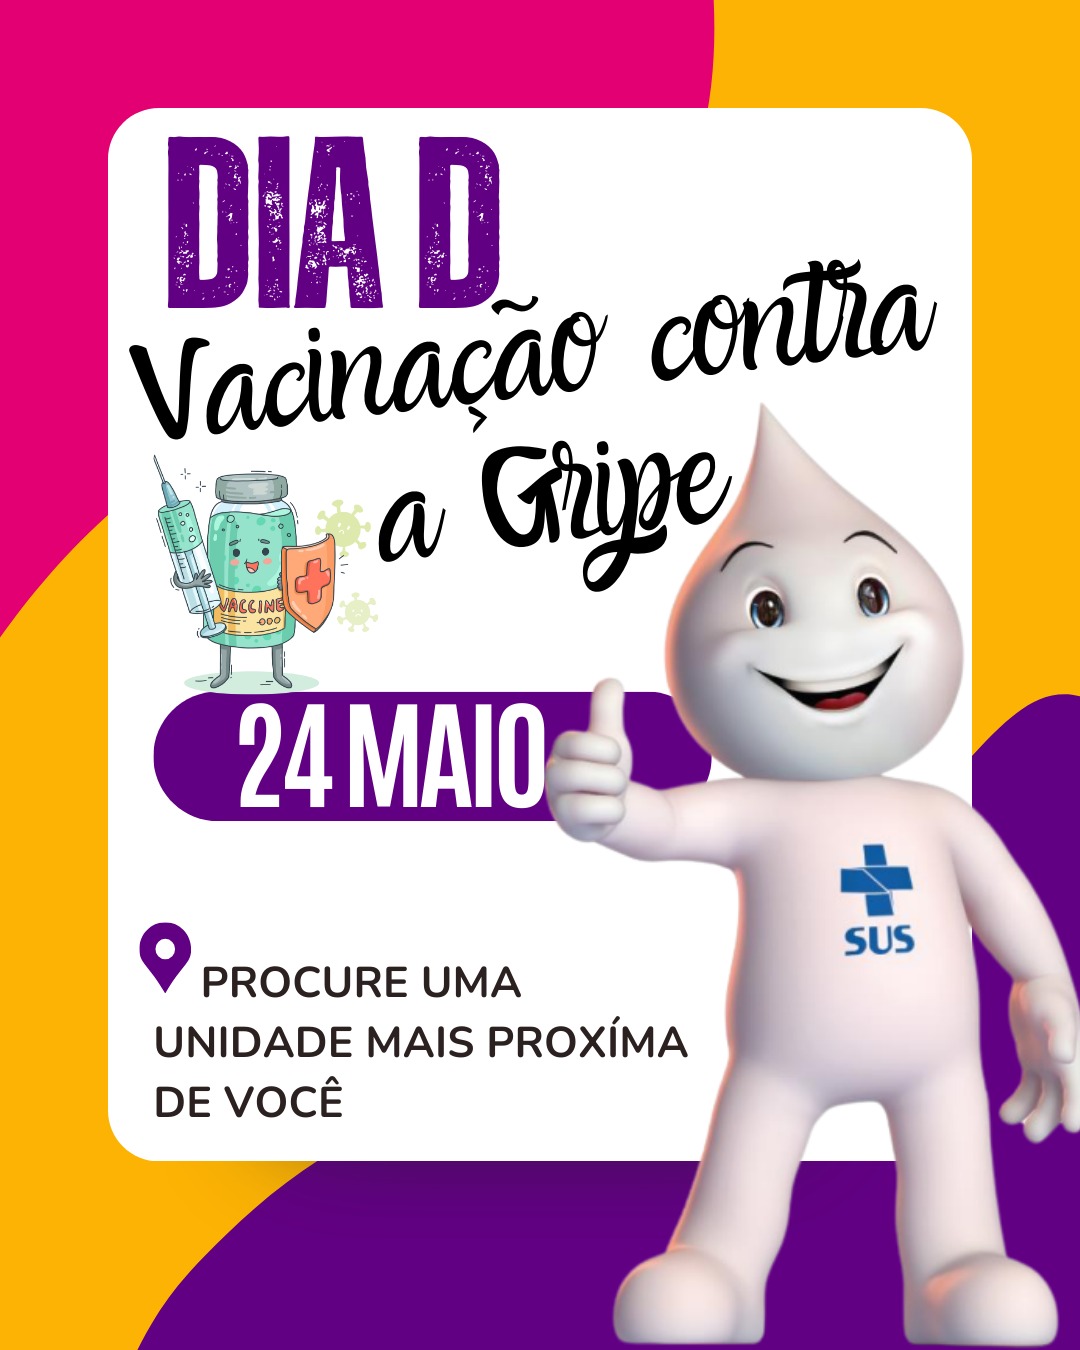 DIA D
Vacinação contra
a Gripe
VACCINE
24 MAIO
SUS
PROCURE UMA
UNIDADE MAIS PROXÍMA
DE VOCÊ